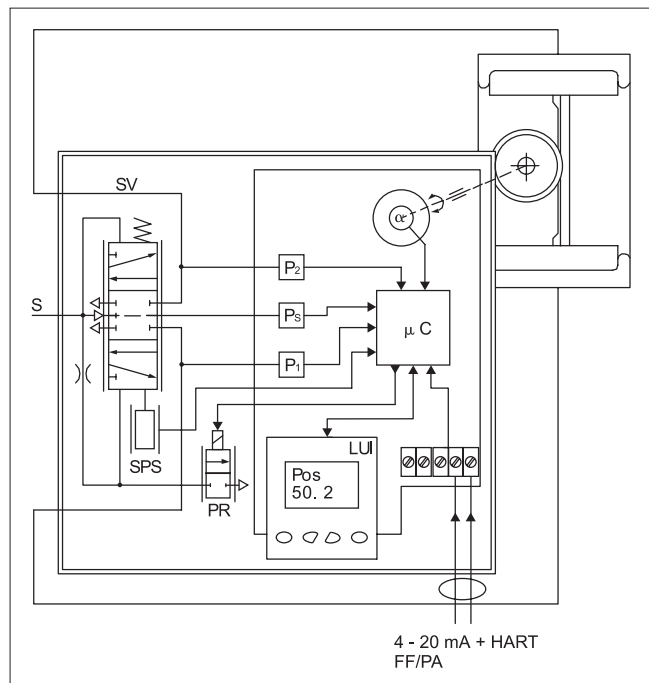 SV
α
P2
S
PS
μ C
P1
LUI
SPS
Pos
50. 2
PR
4 - 20 mA + HART
FF/PA